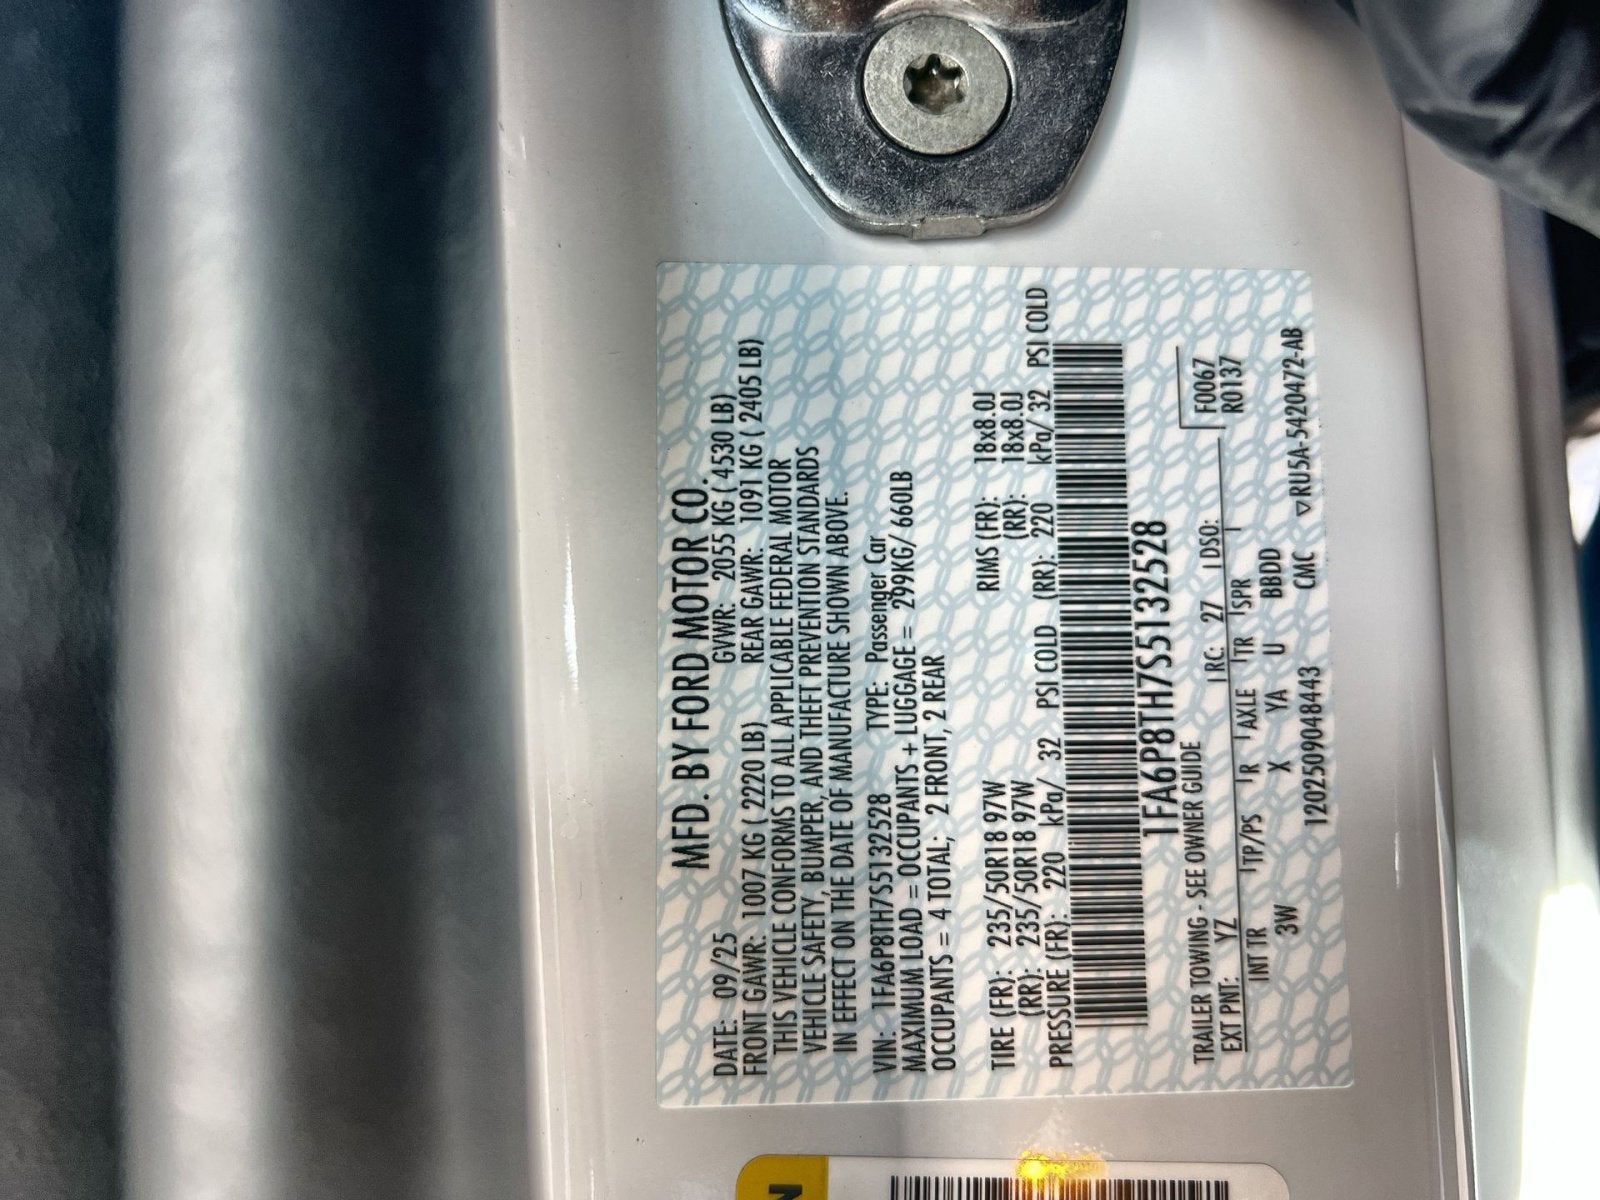 MFD. BY FORD MOTOR CO.
DATE: 09/25 GVWR: 2055 KG ( 4530 LB)
FRONT GAWR: 1007 KG ( 2220 LB) REAR GAWR: 1091 KG ( 2405 LB)
THIS VEHICLE CONFORMS TO ALL APPLICABLE FEDERAL MOTOR
VEHICLE SAFETY, BUMPER, AND THEFT PREVENTION STANDARDS
IN EFFECT ON THE DATE OF MANUFACTURE SHOWN ABOVE.
VIN: 1FA6P8TH7S5132528 TYPE: Passenger Car
MAXIMUM LOAD = OCCUPANTS + LUGGAGE = 299KG/ 660LB
OCCUPANTS = 4 TOTAL; 2 FRONT, 2 REAR
TIRE (FR): 235/50R18 97W RIMS (FR): 18x8.0J
(RR): 235/50R18 97W (RR): 18x8.0J
PRESSURE (FR): 220 kPa/ 32 PSI COLD (RR): 220 kPa/ 32 PSI COLD
1FA6P8TH7S5132528
TRAILER TOWING - SEE OWNER GUIDE
F0067
EXT PNT: YZ RC: 27 DSO: R0137
INT TR TP/PS R AXLE TR SPR
3W X YA U BBDD
1202509048443 CMC ▽RU5A-5420472-AB
N